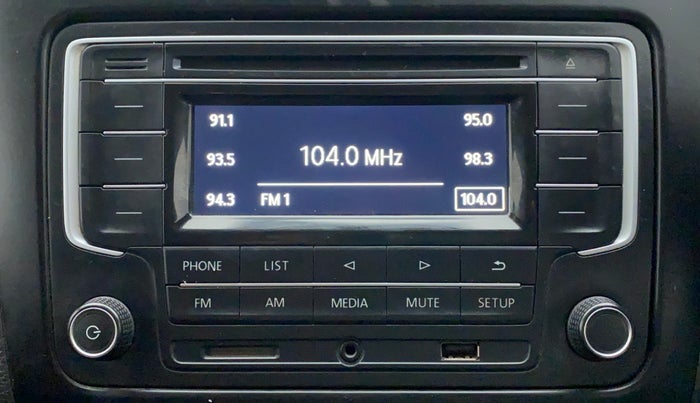 91.1 95.0
104.0 MHz
93.5 98.3
94.3 FM 1 104.0
PHONE LIST
FM AM MEDIA MUTE SETUP